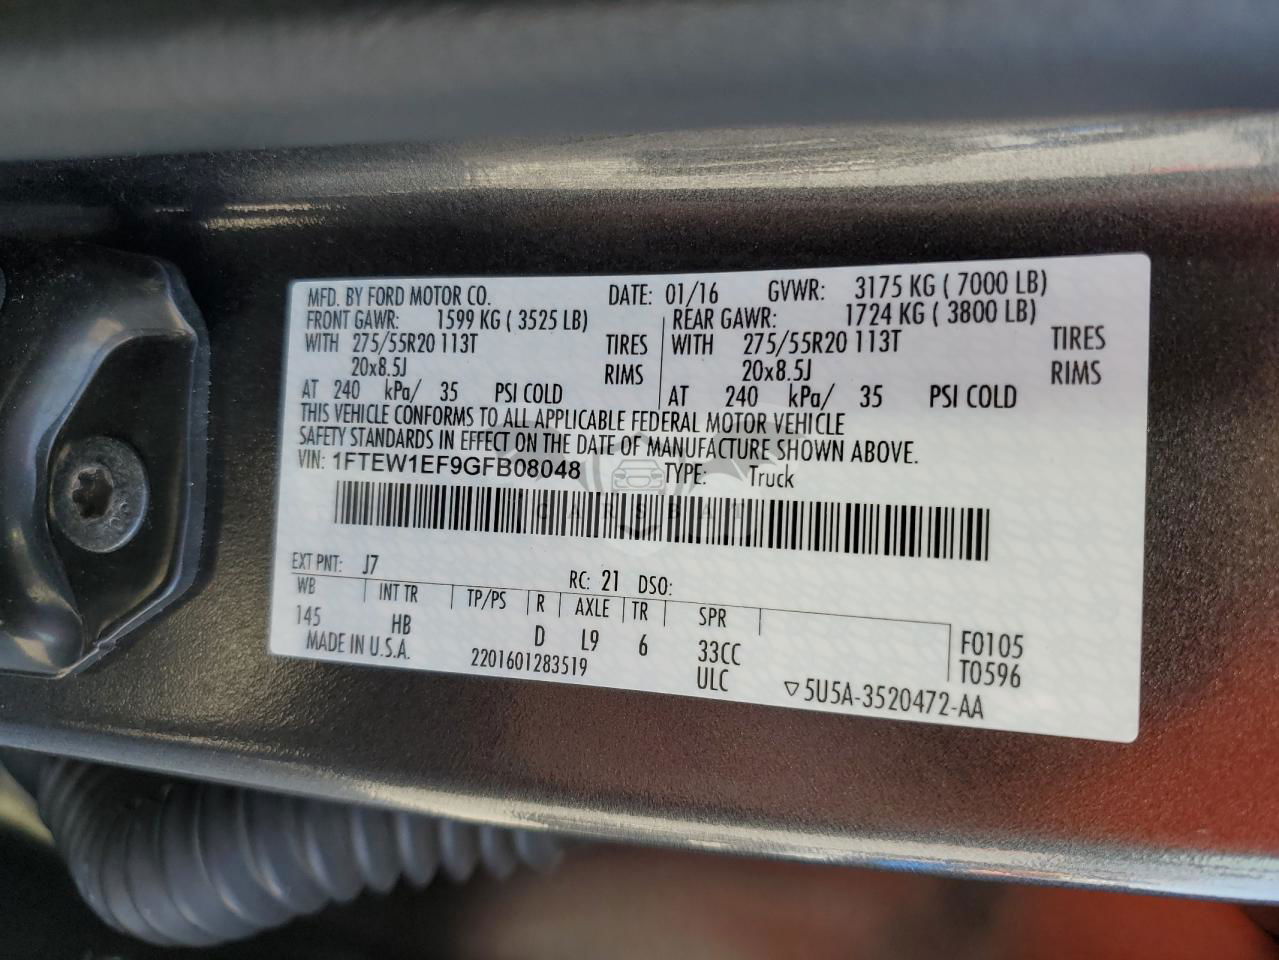 MFD. BY FORD MOTOR CO. DATE: 01/16 GVWR: 3175 KG ( 7000 LB)
FRONT GAWR: 1599 KG ( 3525 LB) REAR GAWR: 1724 KG ( 3800 LB)
WITH 275/55R20 113T TIRES WITH 275/55R20 113T TIRES
20x8.5J RIMS 20x8.5J RIMS
AT 240 kPa/ 35 PSI COLD AT 240 kPa/ 35 PSI COLD
THIS VEHICLE CONFORMS TO ALL APPLICABLE FEDERAL MOTOR VEHICLE
SAFETY STANDARDS IN EFFECT ON THE DATE OF MANUFACTURE SHOWN ABOVE.
VIN: 1FTEW1EF9GFB08048 TYPE: Truck
CARSBAT
EXT PNT: J7 RC: 21 DSO:
WB INT TR TP/PS R AXLE TR SPR
145 HB D L9 6 33CC F0105
MADE IN U.S.A. 2201601283519 ULC T0596
▽5U5A-3520472-AA